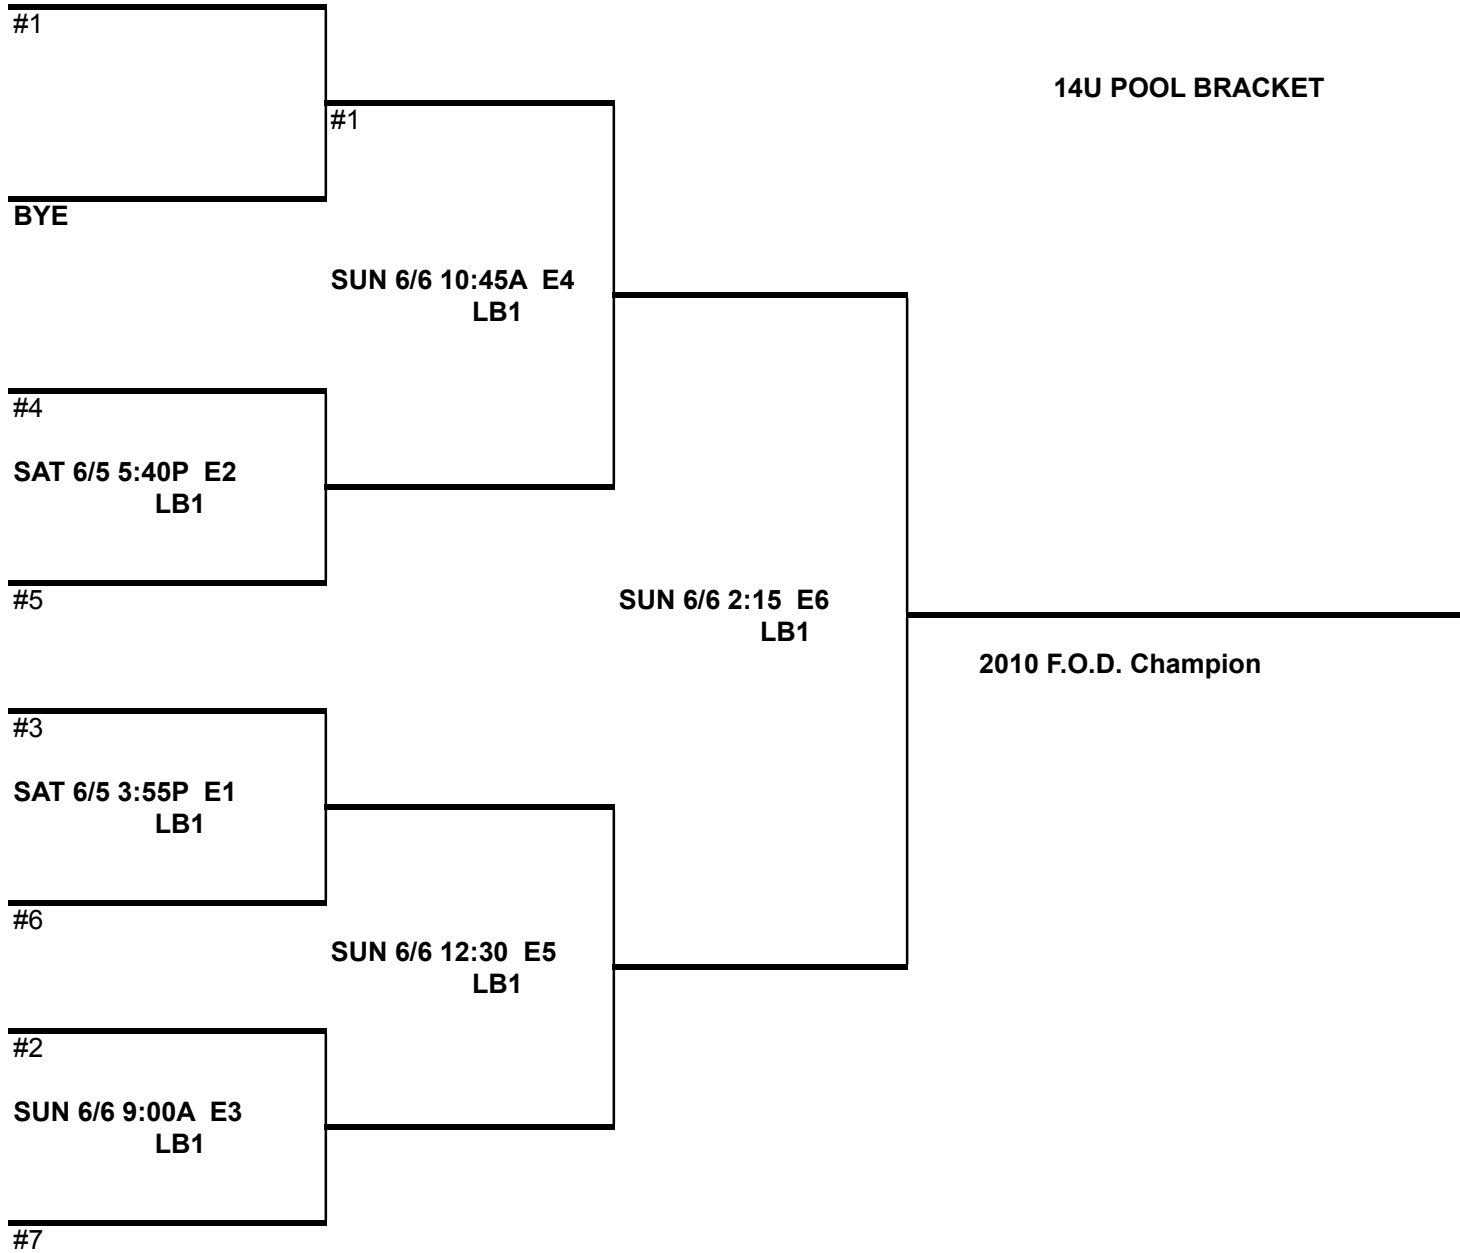 #1
14U POOL BRACKET
#1
BYE
SUN 6/6 10:45A  E4
LB1
#4
SAT 6/5 5:40P  E2
LB1
#5
SUN 6/6 2:15  E6
LB1
2010 F.O.D. Champion
#3
SAT 6/5 3:55P  E1
LB1
#6
SUN 6/6 12:30  E5
LB1
#2
SUN 6/6 9:00A  E3
LB1
#7